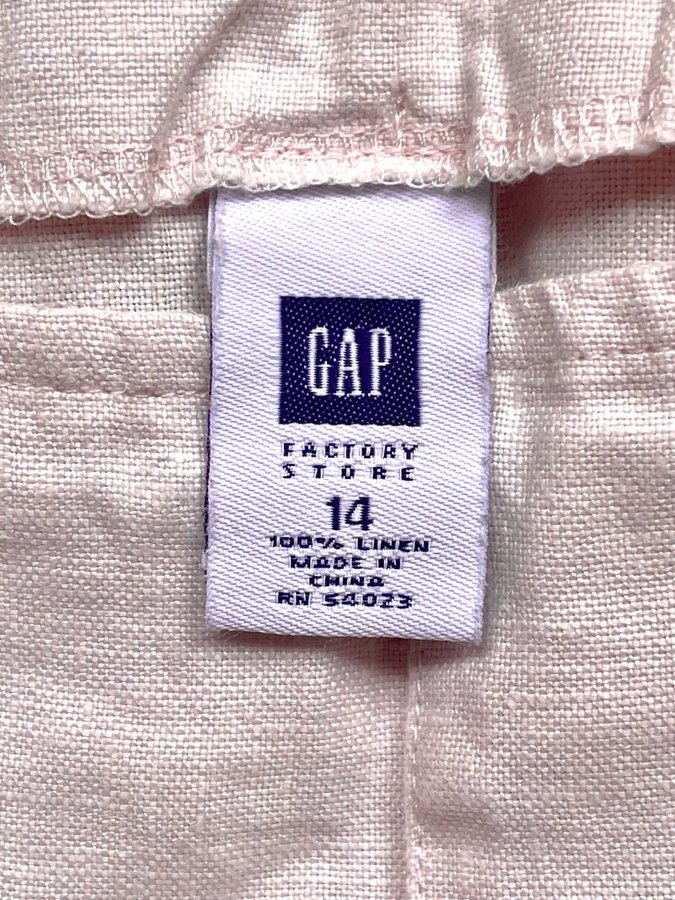 GAP
FACTORY
STORE
14
100% LINEN
MADE IN
CHINA
RN 54023